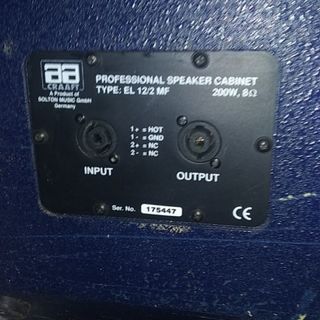 aa
CRAAFT
A Product of
SOLTON MUSIC GmbH
Germany
PROFESSIONAL SPEAKER CABINET
TYPE: EL 12/2 MF 200W, 8Ω
1+ = HOT
1- = GND
2+ = NC
2- = NC
INPUT OUTPUT
Ser. No. 175447 CE